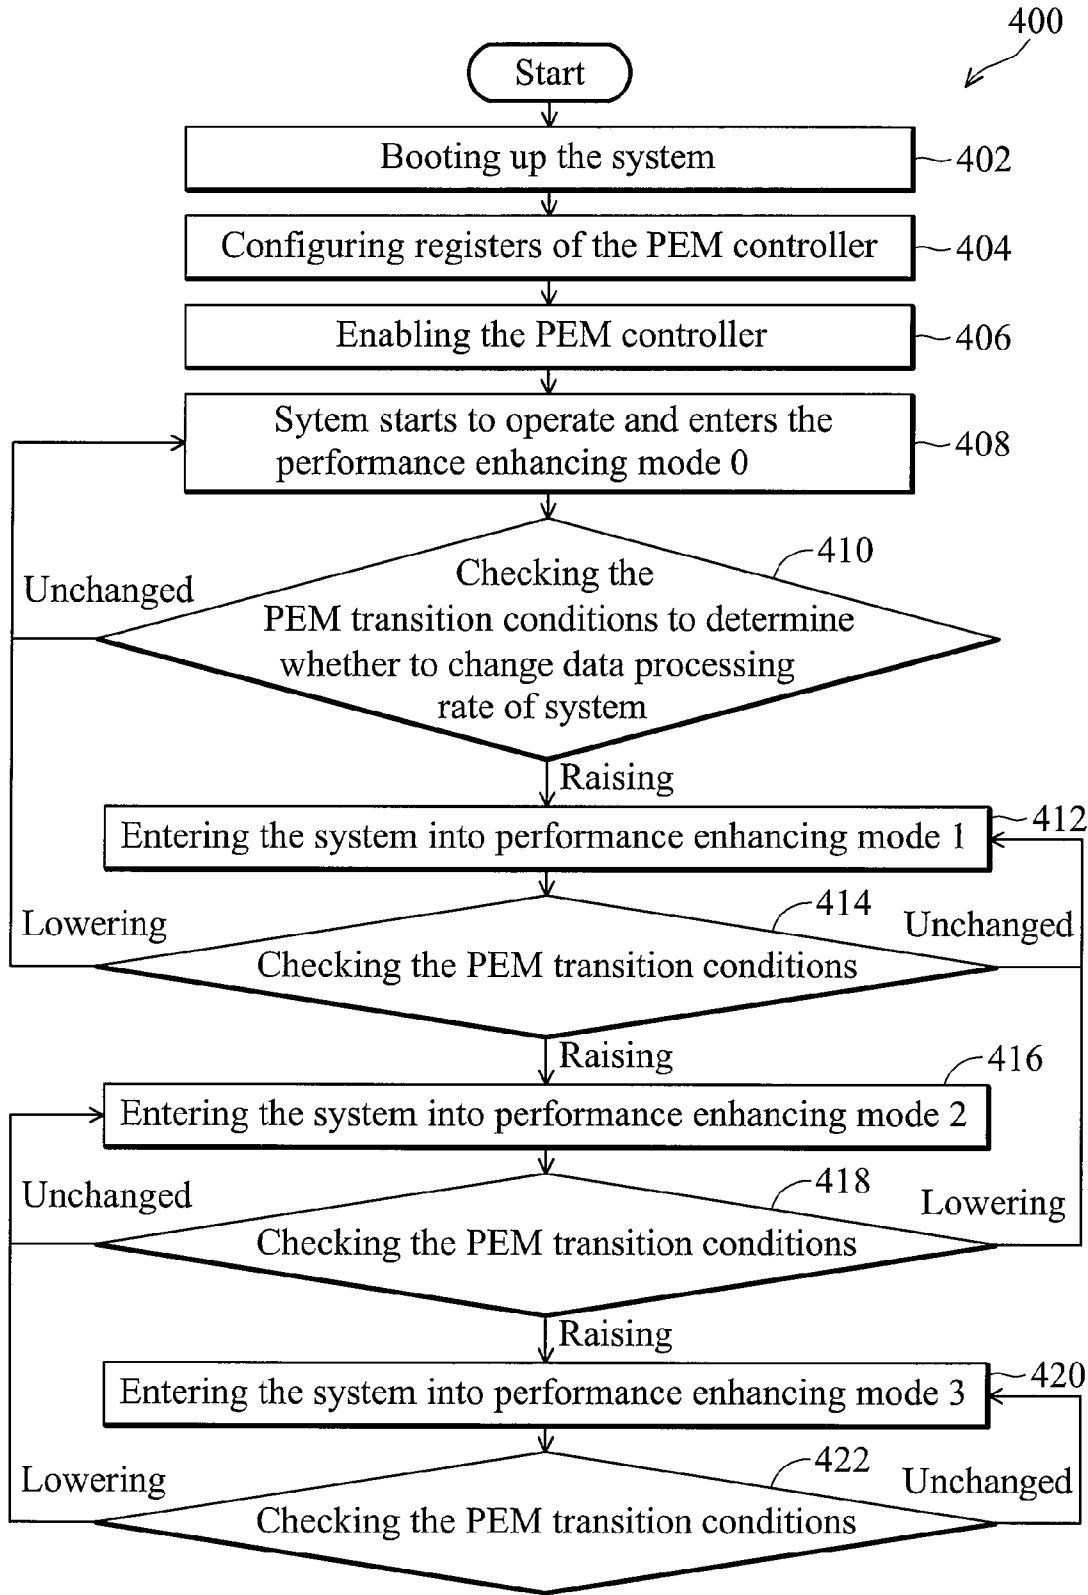 400
Start
Booting up the system
402
Configuring registers of the PEM controller
404
Enabling the PEM controller
406
Sytem starts to operate and enters the
performance enhancing mode 0
408
410
Unchanged
Checking the
PEM transition conditions to determine
whether to change data processing
rate of system
Raising
Entering the system into performance enhancing mode 1
412
Lowering
414
Unchanged
Checking the PEM transition conditions
Raising
416
Entering the system into performance enhancing mode 2
Unchanged
418
Lowering
Checking the PEM transition conditions
Raising
Entering the system into performance enhancing mode 3
420
Lowering
422
Unchanged
Checking the PEM transition conditions